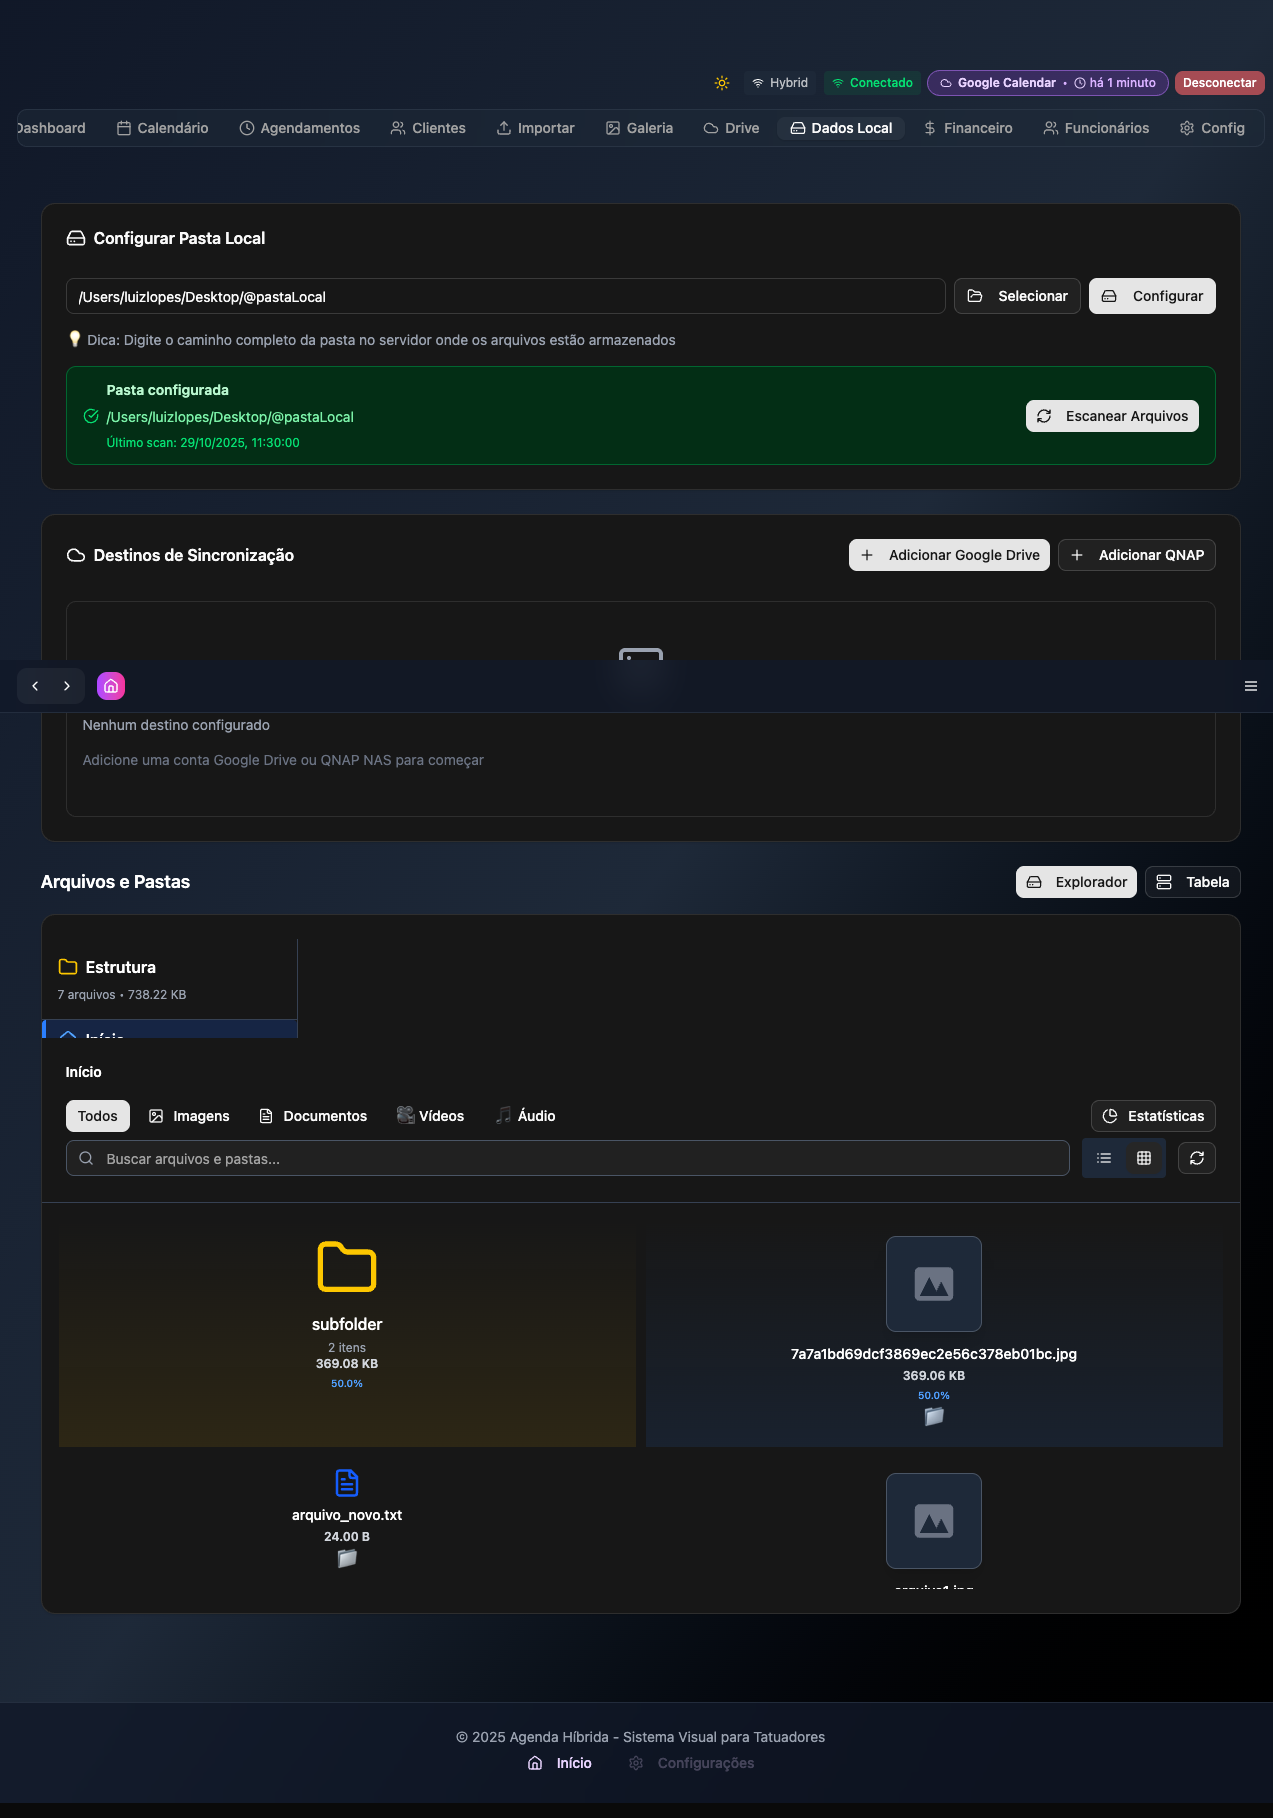 Hybrid
Conectado
Google Calendar • há 1 minuto
Desconectar
Dashboard
Calendário
Agendamentos
Clientes
Importar
Galeria
Drive
Dados Local
Financeiro
Funcionários
Config
Configurar Pasta Local
/Users/luizlopes/Desktop/@pastaLocal
Selecionar
Configurar
Dica: Digite o caminho completo da pasta no servidor onde os arquivos estão armazenados
Pasta configurada
/Users/luizlopes/Desktop/@pastaLocal
Último scan: 29/10/2025, 11:30:00
Escanear Arquivos
Destinos de Sincronização
Adicionar Google Drive
Adicionar QNAP
Nenhum destino configurado
Adicione uma conta Google Drive ou QNAP NAS para começar
Arquivos e Pastas
Explorador
Tabela
Estrutura
7 arquivos • 738.22 KB
Início
Início
Todos
Imagens
Documentos
Vídeos
Áudio
Estatísticas
Buscar arquivos e pastas...
subfolder
2 itens
369.08 KB
50.0%
7a7a1bd69dcf3869ec2e56c378eb01bc.jpg
369.06 KB
50.0%
arquivo_novo.txt
24.00 B
arquivo1.jpg
© 2025 Agenda Híbrida - Sistema Visual para Tatuadores
Início
Configurações